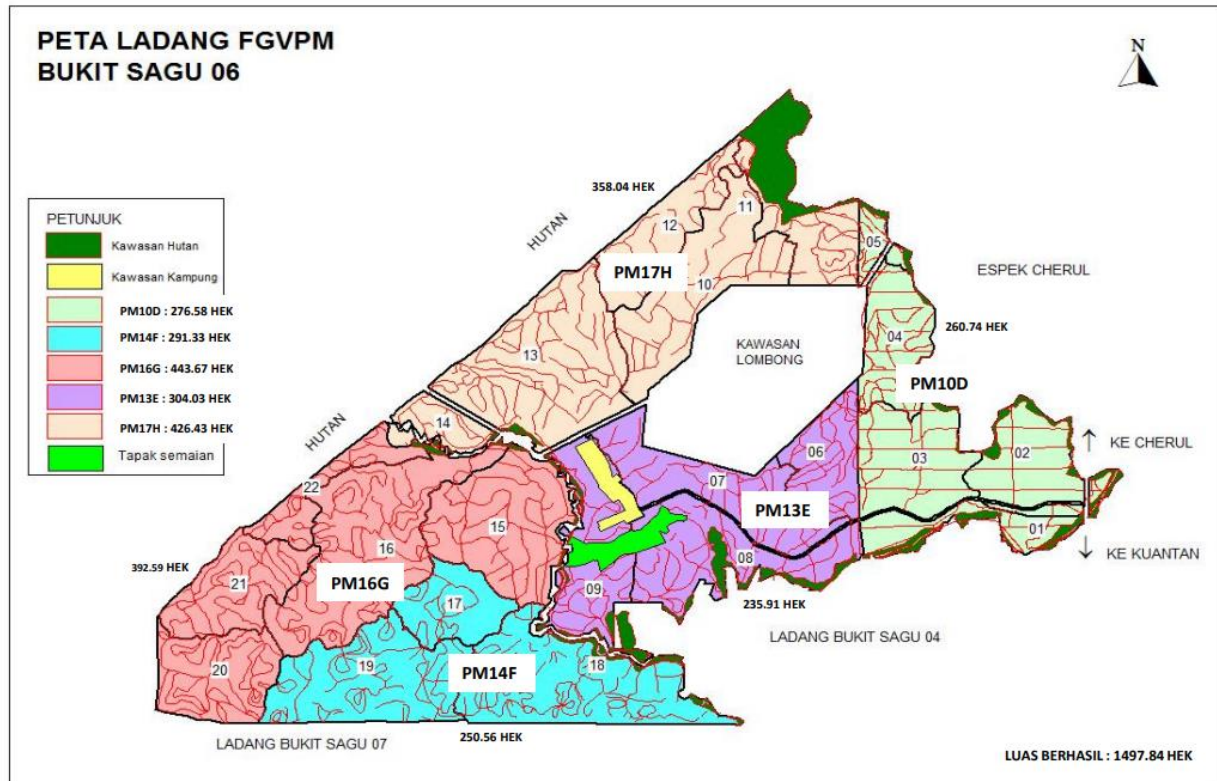 PETA LADANG FGVPM
BUKIT SAGU 06
N
358.04 HEK
HUTAN
PETUNJUK
Kawasan Hutan
Kawasan Kampung
PM10D : 276.58 HEK
PM14F : 291.33 HEK
PM16G : 443.67 HEK
PM13E : 304.03 HEK
PM17H : 426.43 HEK
Tapak semaian
11
12
05
PM17H
ESPEK CHERUL
10
260.74 HEK
04
KAWASAN
LOMBONG
13
PM10D
14
HUTAN
KE CHERUL
06
03
02
07
22
15
PM13E
01
16
08
KE KUANTAN
392.59 HEK
21
PM16G
09
17
235.91 HEK
LADANG BUKIT SAGU 04
20
19
PM14F
18
250.56 HEK
LADANG BUKIT SAGU 07
LUAS BERHASIL : 1497.84 HEK